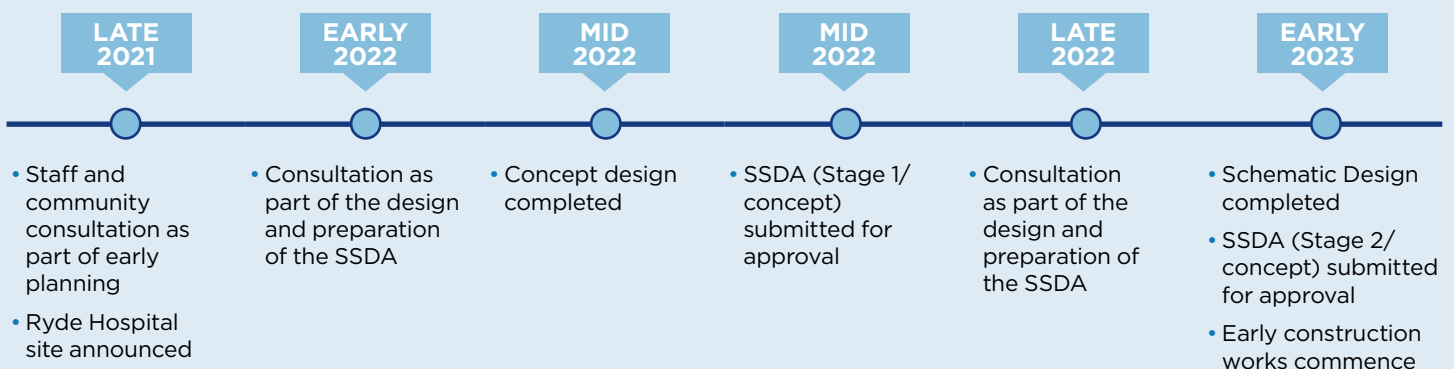 LATE
2021
EARLY
2022
MID
2022
MID
2022
LATE
2022
EARLY
2023
• Staff and
community
consultation as
part of early
planning
• Ryde Hospital
site announced
• Consultation as
part of the design
and preparation
of the SSDA
• Concept design
completed
• SSDA (Stage 1/
concept)
submitted for
approval
• Consultation
as part of the
design and
preparation of
the SSDA
• Schematic Design
completed
• SSDA (Stage 2/
concept) submitted
for approval
• Early construction
works commence